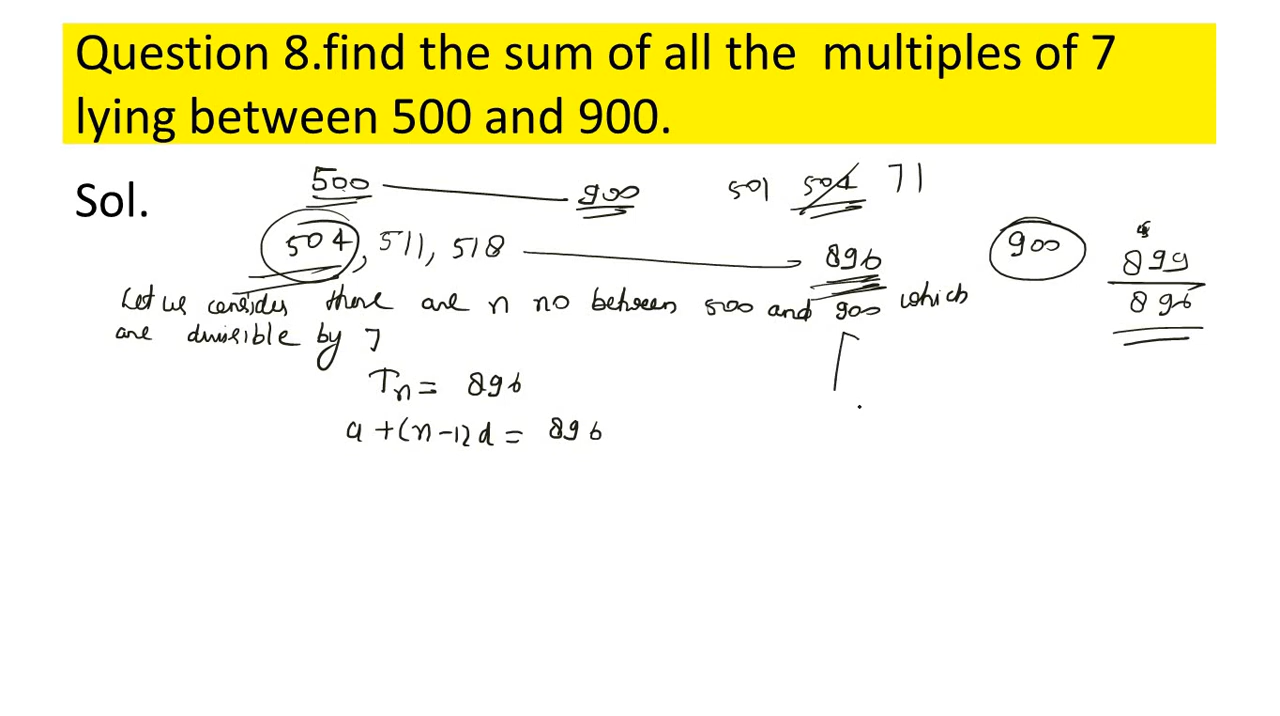 Question 8.find the sum of all the multiples of 7
lying between 500 and 900.
Sol.
500 900 501 504 71
504, 511, 518 896 900 899
896
Let us consider there are n no between 500 and 900 which
are divisible by 7
Tn = 896
a + (n-1)d = 896